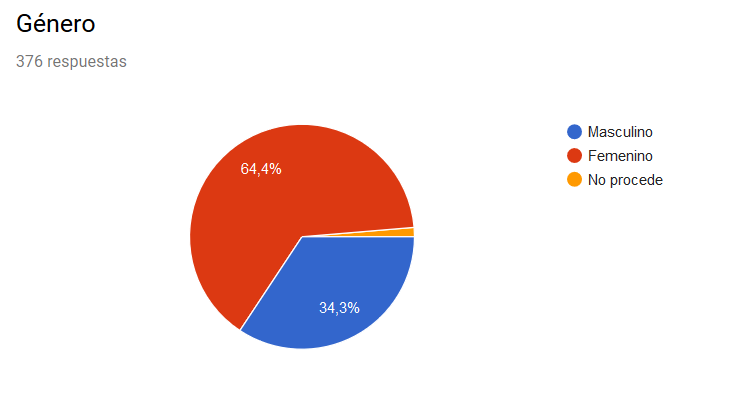 Género
376 respuestas
Masculino
Femenino
No procede
64,4%
34,3%